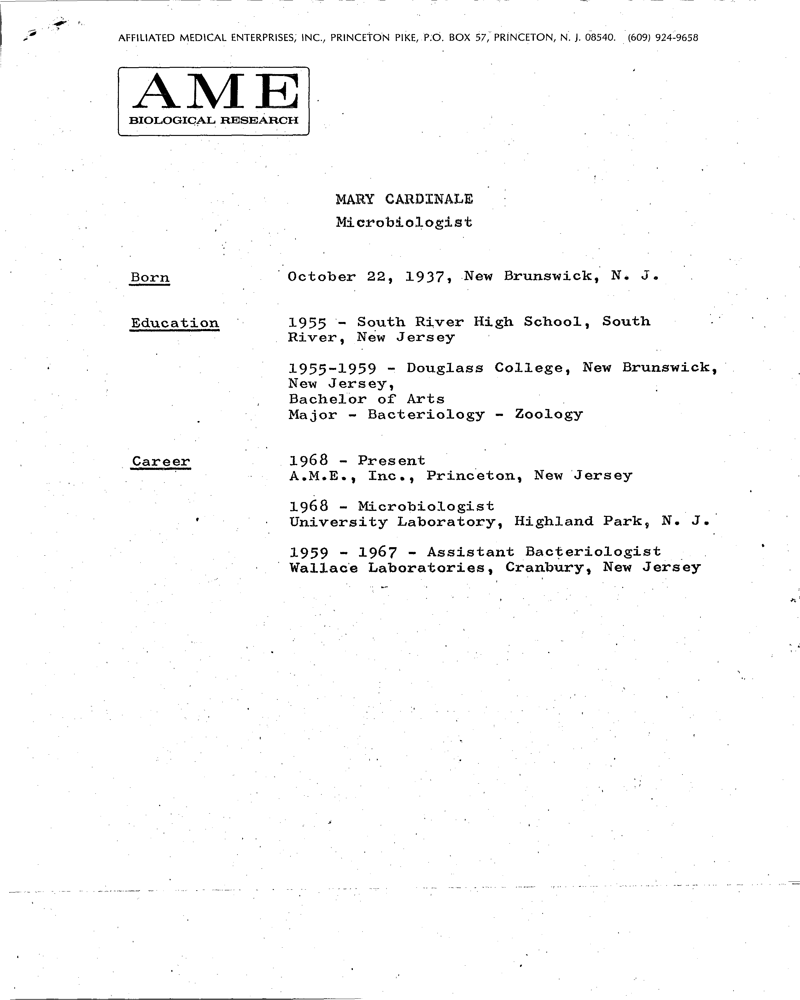 AFFILIATED MEDICAL ENTERPRISES, INC., PRINCETON PIKE, P.O. BOX 57, PRINCETON, N. J. 08540. (609) 924-9658
AME
BIOLOGICAL RESEARCH
MARY CARDINALE
Microbiologist
Born October 22, 1937, New Brunswick, N. J.
Education 1955 - South River High School, South
River, New Jersey
1955-1959 - Douglass College, New Brunswick,
New Jersey,
Bachelor of Arts
Major - Bacteriology - Zoology
Career 1968 - Present
A.M.E., Inc., Princeton, New Jersey
1968 - Microbiologist
University Laboratory, Highland Park, N. J.
1959 - 1967 - Assistant Bacteriologist
Wallace Laboratories, Cranbury, New Jersey